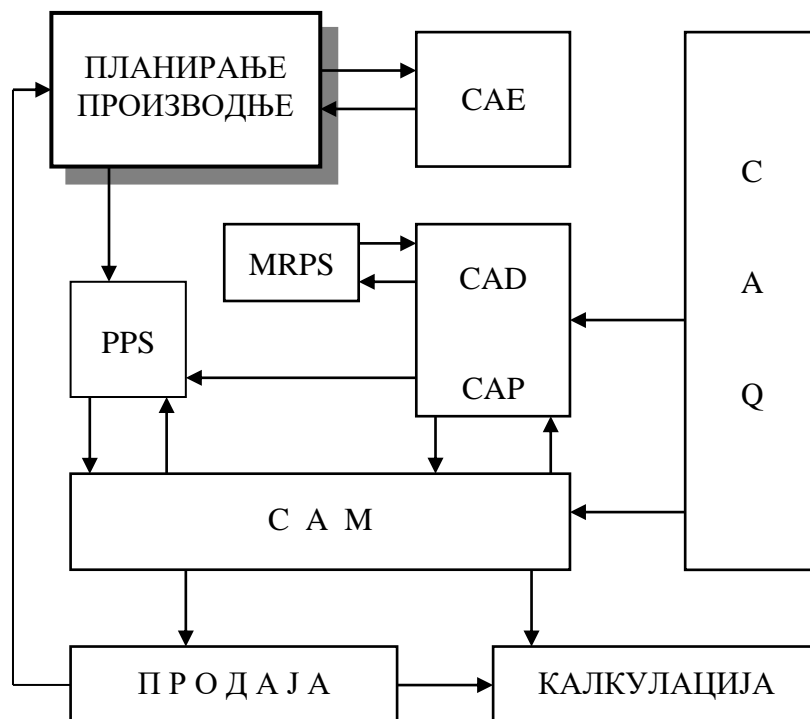 ПЛАНИРАЊЕ
ПРОИЗВОДЊЕ
CAE
C
A
Q
MRPS
CAD
PPS
CAP
C A M
П Р О Д А Ј А
КАЛКУЛАЦИЈА